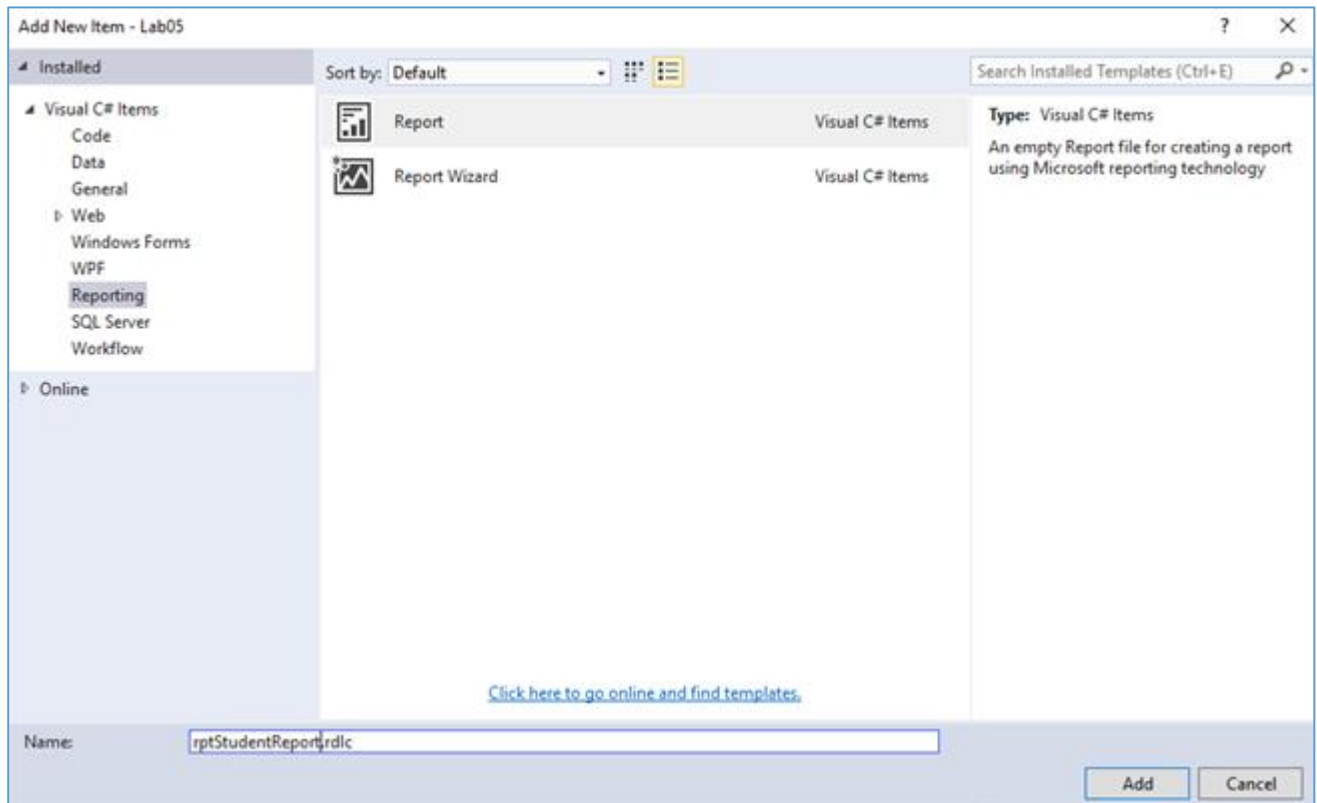 Add New Item - Lab05
?
Installed
Sort by: Default
Search Installed Templates (Ctrl+E)
Visual C# Items
Code
Data
General
Web
Windows Forms
WPF
Reporting
SQL Server
Workflow
Online
Report Visual C# Items
Report Wizard Visual C# Items
Type: Visual C# Items
An empty Report file for creating a report
using Microsoft reporting technology
Click here to go online and find templates.
Name: rptStudentReport.rdlc
Add Cancel